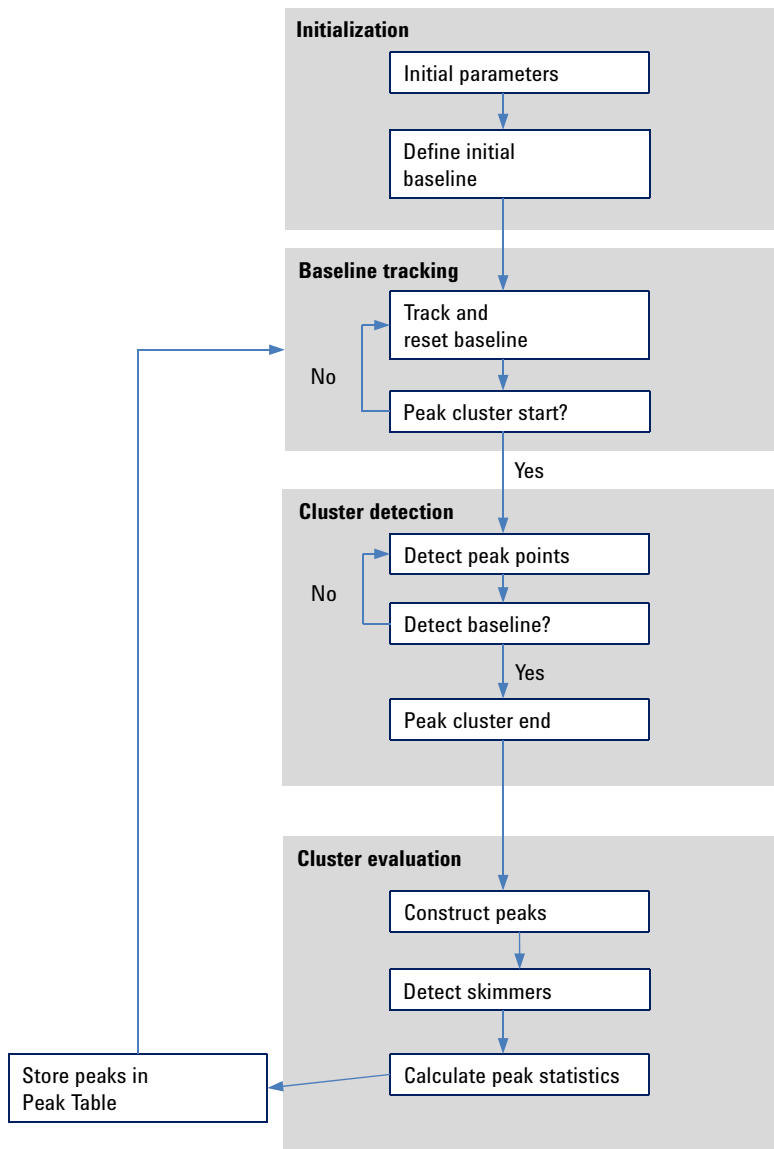 Initialization
Initial parameters
Define initial
baseline
Baseline tracking
Track and
reset baseline
No
Peak cluster start?
Yes
Cluster detection
Detect peak points
No
Detect baseline?
Yes
Peak cluster end
Cluster evaluation
Construct peaks
Detect skimmers
Calculate peak statistics
Store peaks in
Peak Table